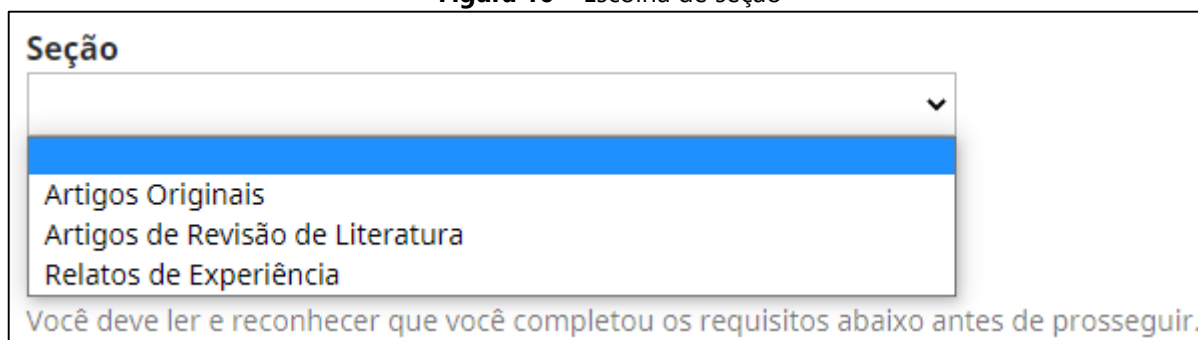 Seção
Artigos Originais
Artigos de Revisão de Literatura
Relatos de Experiência
Você deve ler e reconhecer que você completou os requisitos abaixo antes de prosseguir.